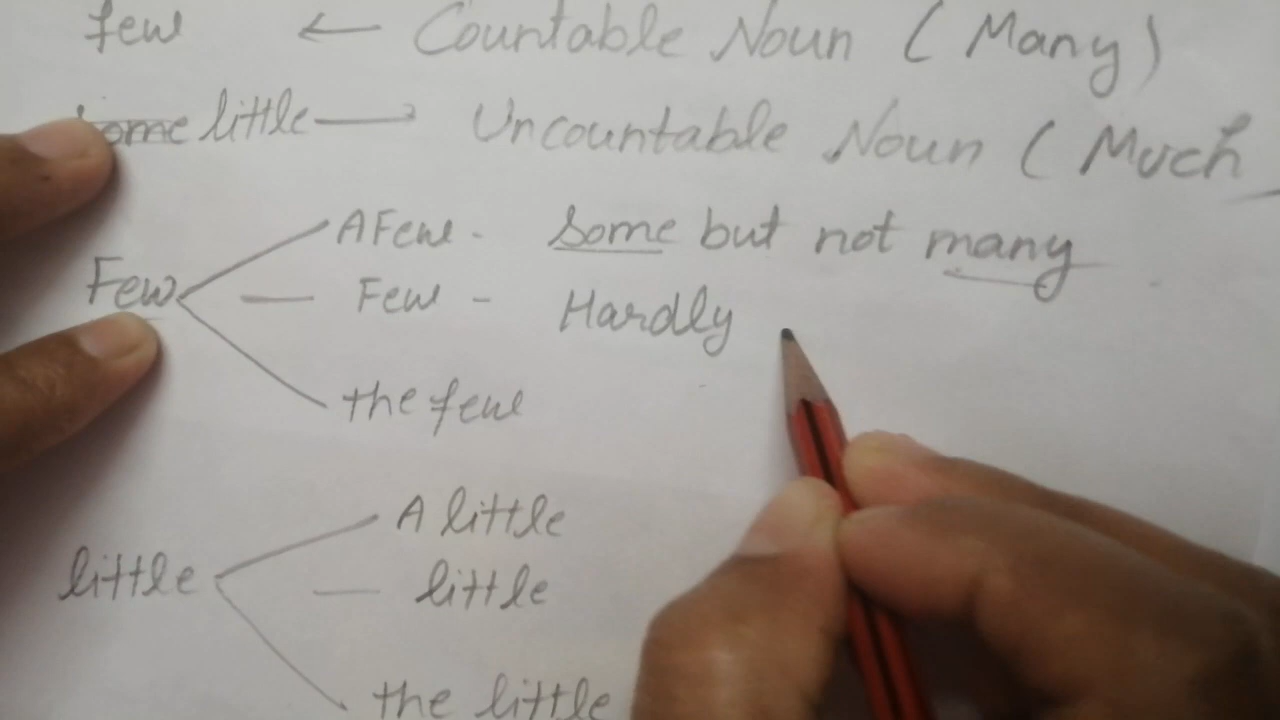 few ← Countable Noun (Many)
some little → Uncountable Noun (Much
A Few - Some but not many
Few — Few - Hardly
the few
A little
little — little
the little